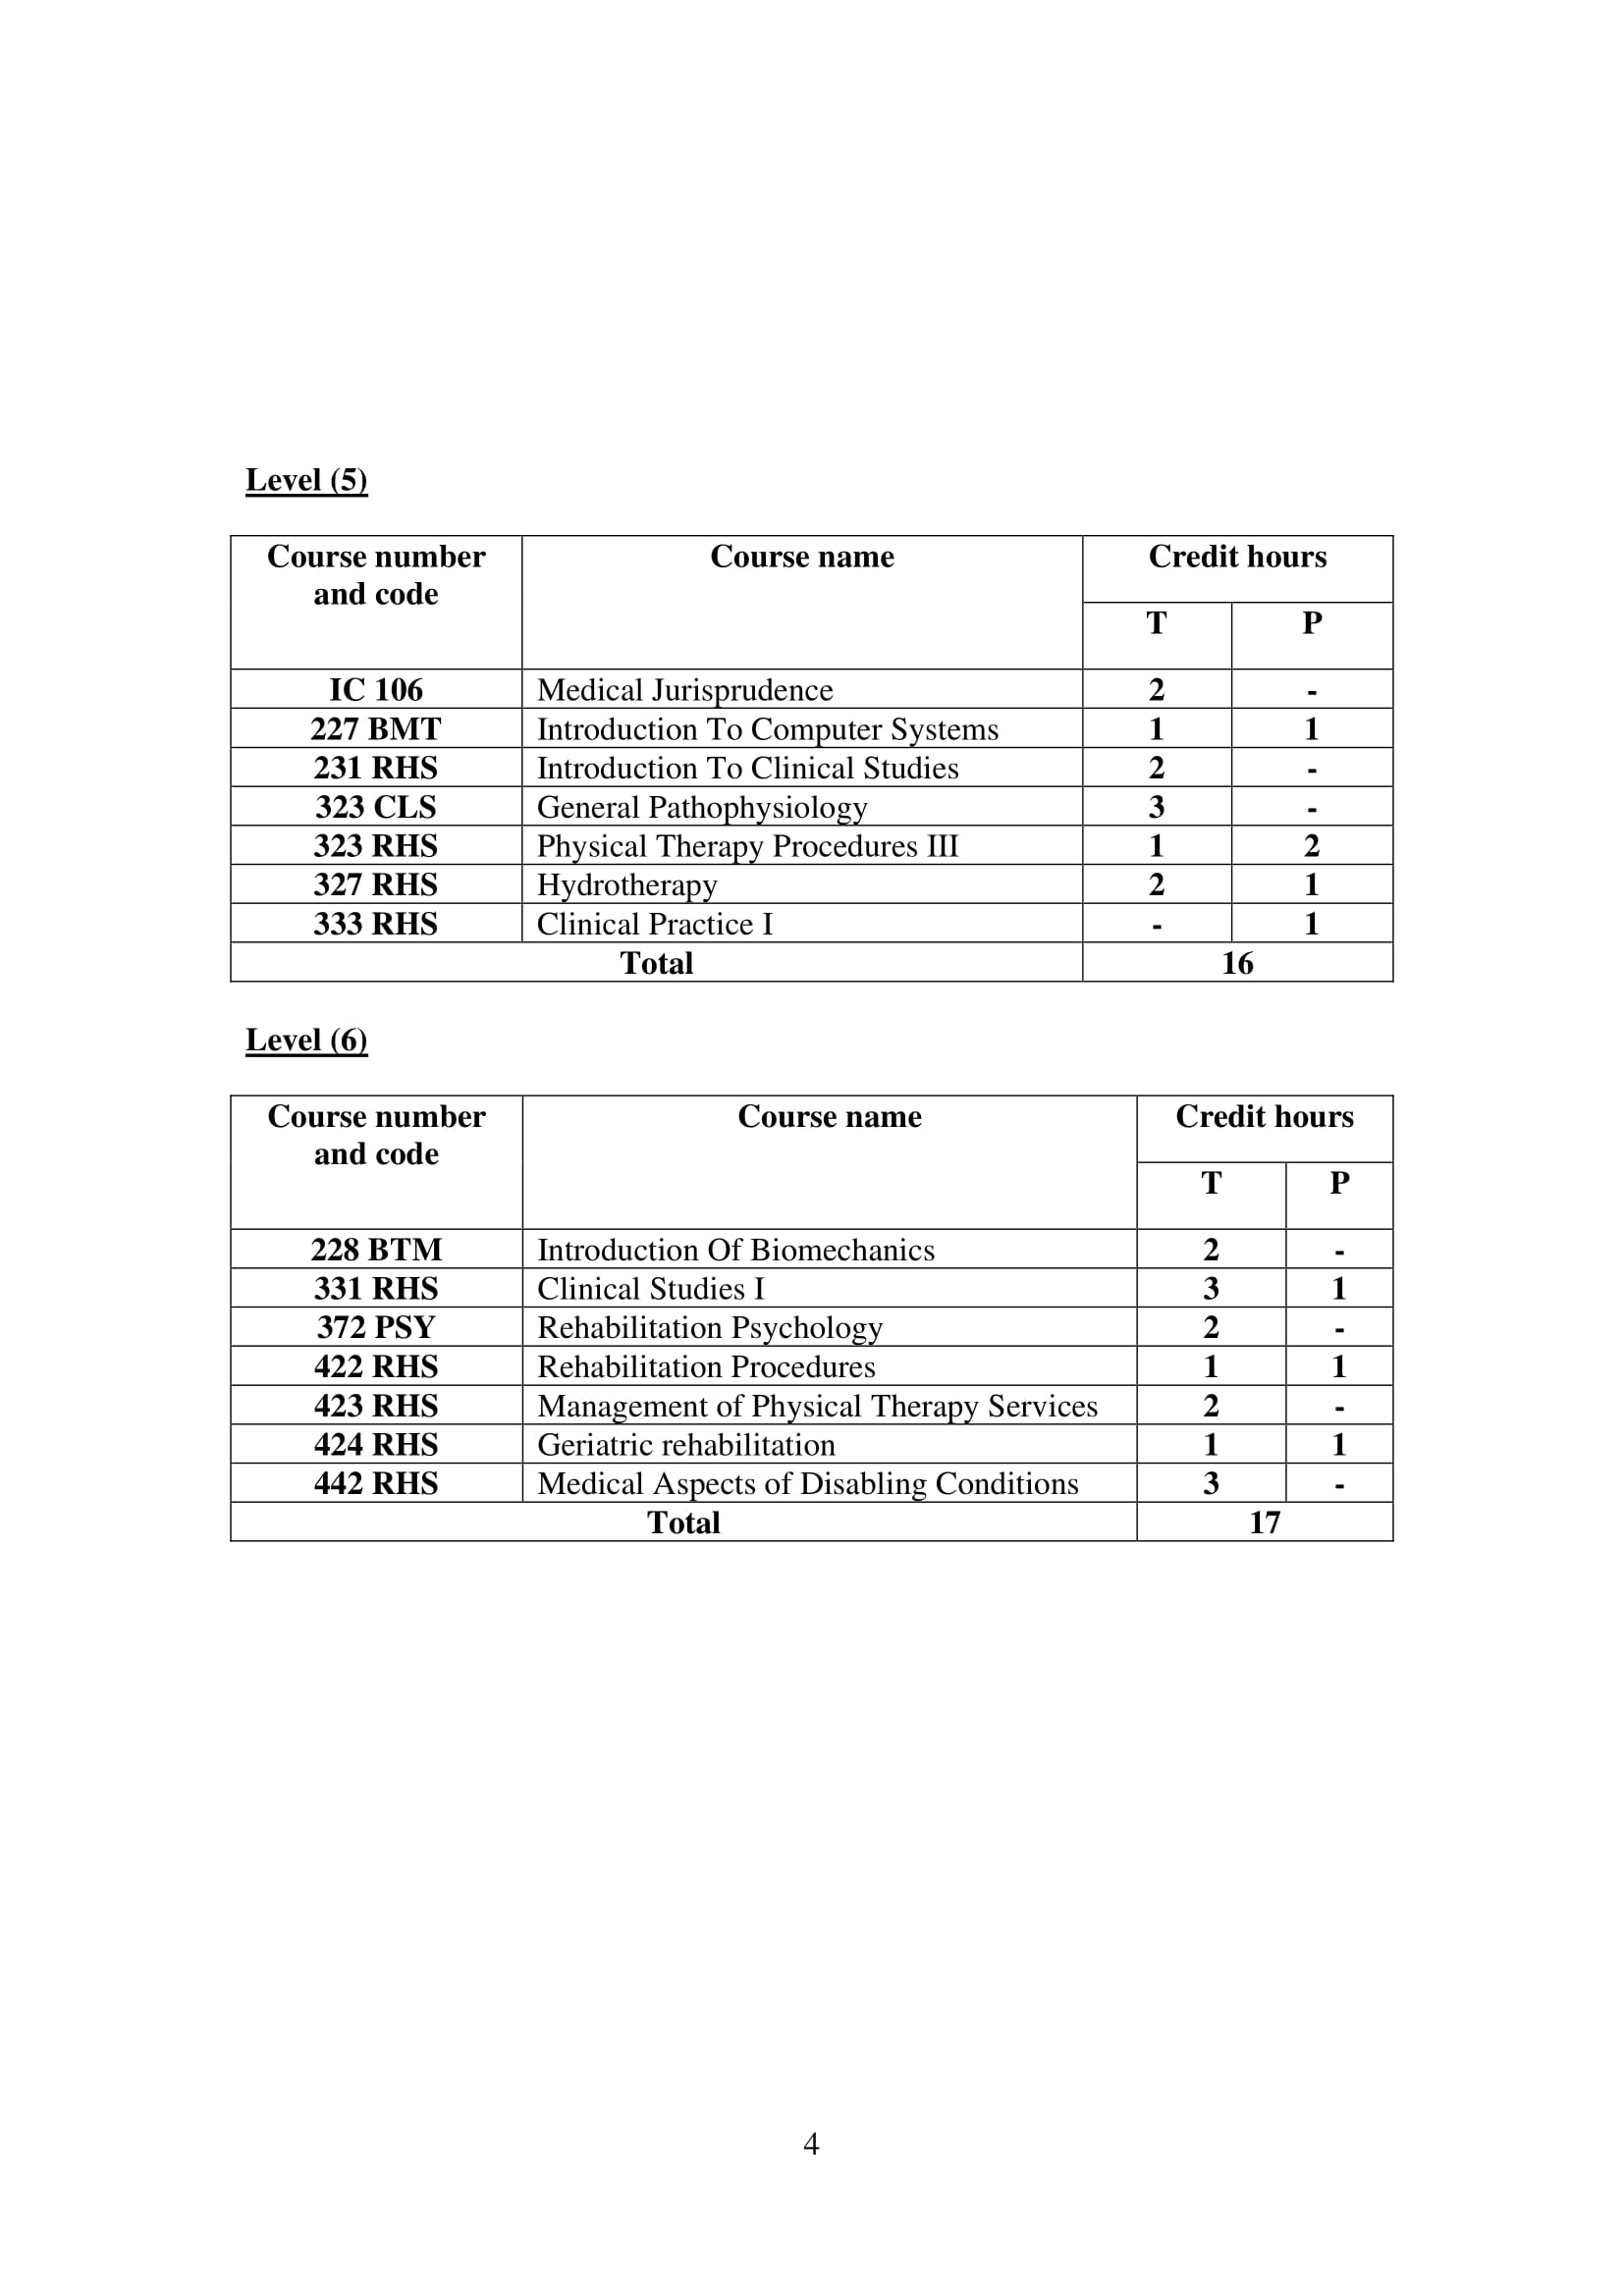 Level (5)
Course number and code Course name Credit hours
T P
IC 106 Medical Jurisprudence 2 -
227 BMT Introduction To Computer Systems 1 1
231 RHS Introduction To Clinical Studies 2 -
323 CLS General Pathophysiology 3 -
323 RHS Physical Therapy Procedures III 1 2
327 RHS Hydrotherapy 2 1
333 RHS Clinical Practice I - 1
Total 16
Level (6)
Course number and code Course name Credit hours
T P
228 BTM Introduction Of Biomechanics 2 -
331 RHS Clinical Studies I 3 1
372 PSY Rehabilitation Psychology 2 -
422 RHS Rehabilitation Procedures 1 1
423 RHS Management of Physical Therapy Services 2 -
424 RHS Geriatric rehabilitation 1 1
442 RHS Medical Aspects of Disabling Conditions 3 -
Total 17
4